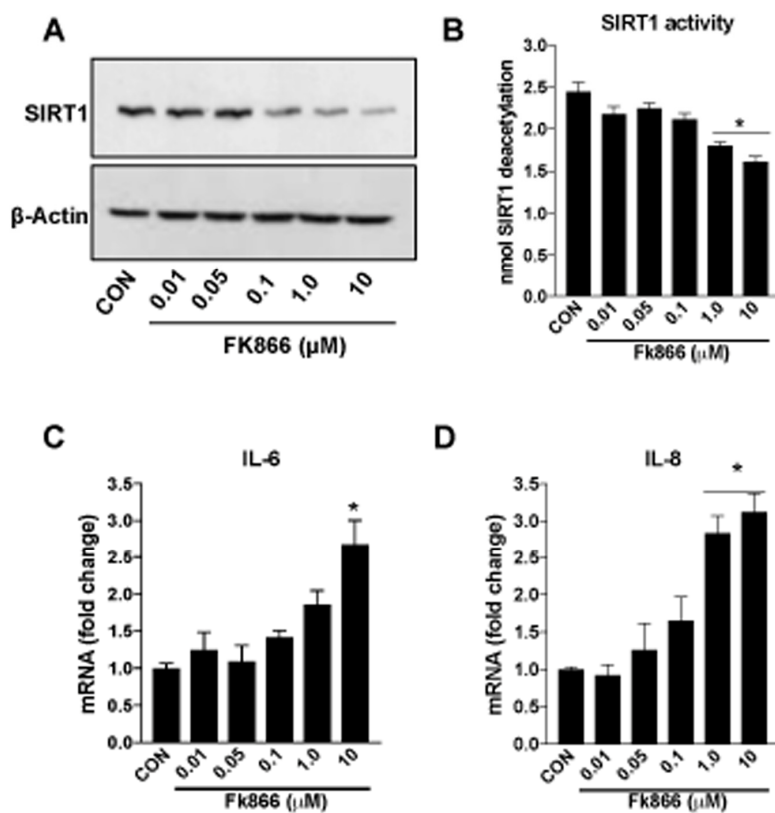 A
SIRT1
β-Actin
CON
0.01
0.05
0.1
1.0
10
FK866 (μM)
B
SIRT1 activity
nmol SIRT1 deacetylation
3.0
2.5
2.0
1.5
1.0
0.5
0.0
*
CON
0.01
0.05
0.1
1.0
10
Fk866 (μM)
C
IL-6
mRNA (fold change)
3.5
3.0
2.5
2.0
1.5
1.0
0.5
0.0
*
CON
0.01
0.05
0.1
1.0
10
Fk866 (μM)
D
IL-8
mRNA (fold change)
3.5
3.0
2.5
2.0
1.5
1.0
0.5
0.0
*
CON
0.01
0.05
0.1
1.0
10
Fk866 (μM)